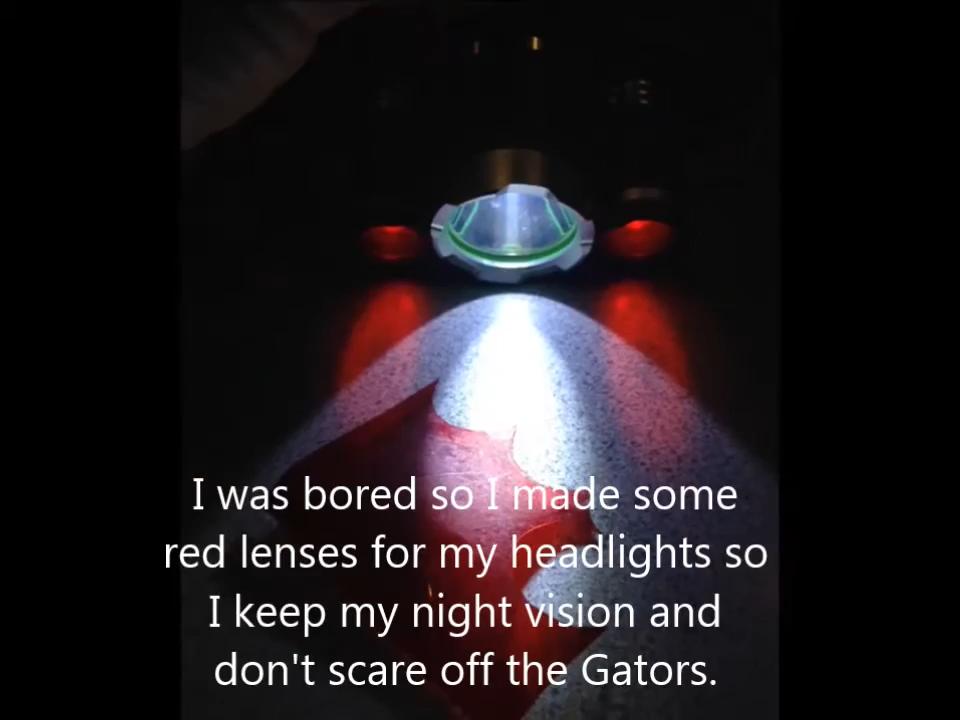 I was bored so I made some
red lenses for my headlights so
I keep my night vision and
don't scare off the Gators.